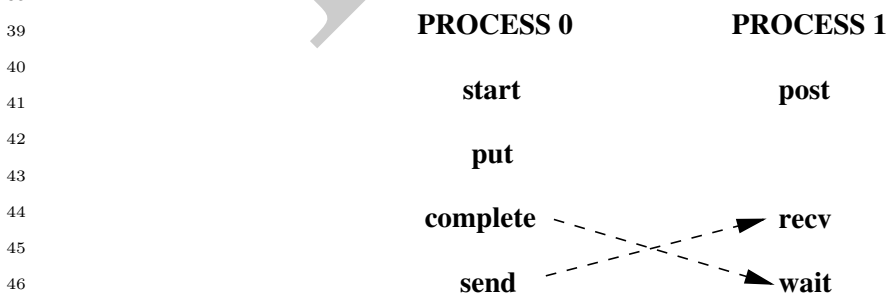 39 PROCESS 0 PROCESS 1
40
start post
41
42
put
43
44 complete recv
45
46 send wait